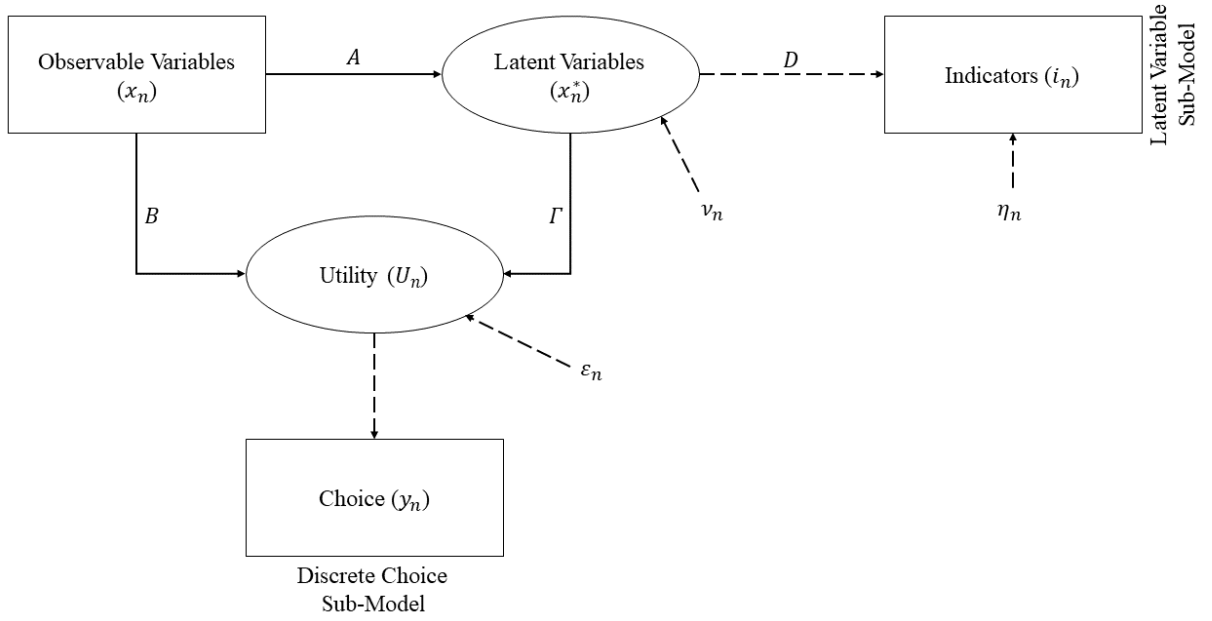 Observable Variables
(xₙ)
A
Latent Variables
(xₙ*)
D
Indicators (iₙ)
Latent Variable
Sub-Model
B
Γ
νₙ
ηₙ
Utility (Uₙ)
εₙ
Choice (yₙ)
Discrete Choice
Sub-Model